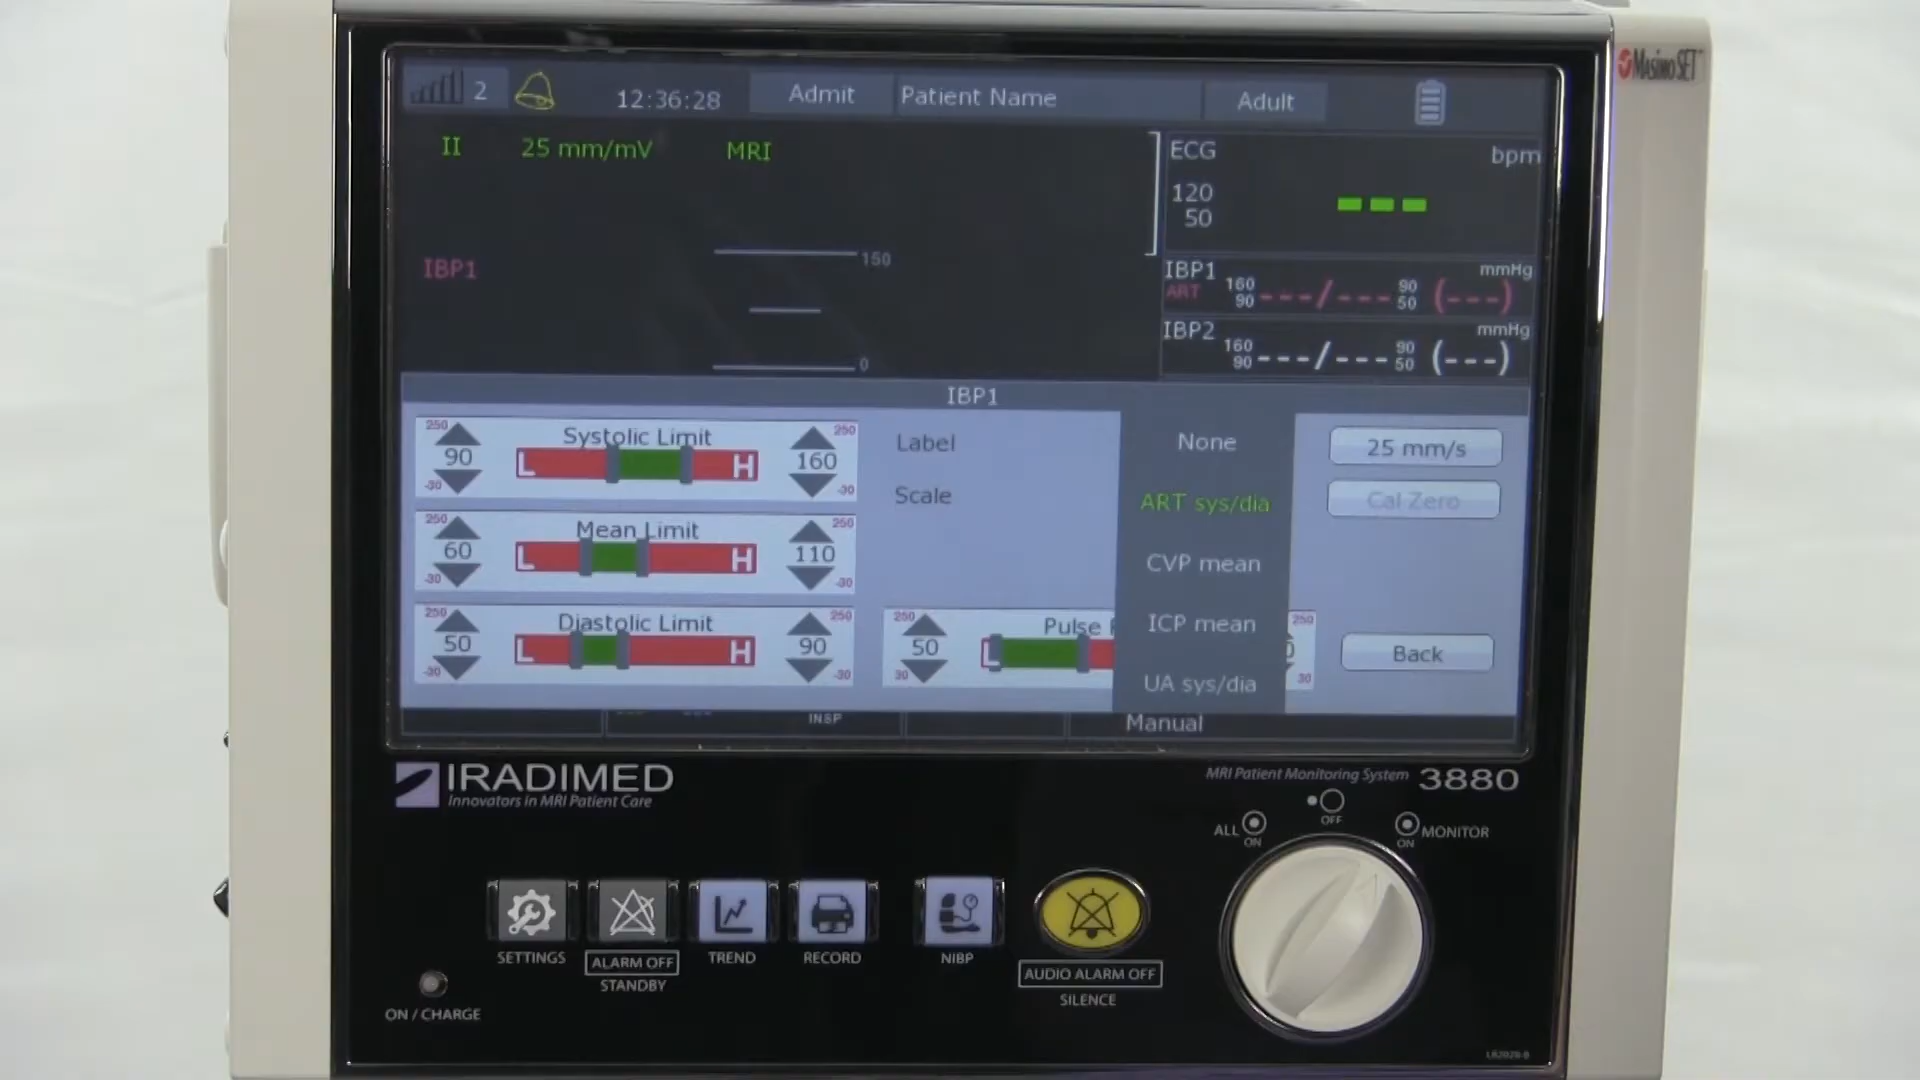 2 12:36:28 Admit Patient Name Adult
Masimo SET
II 25 mm/mV MRI
ECG bpm
120
50
IBP1
150
0
IBP1 mmHg
ART 160 ---/--- 90 (---)
90 50
IBP2 mmHg
160 ---/--- 90 (---)
90 50
IBP1
Systolic Limit
250 90 -30 L H 250 160 -30
Mean Limit
250 60 -30 L H 250 110 -30
Diastolic Limit
250 50 -30 L H 250 90 -30
Label
Scale
Pulse
250 50 30 L 250 30
None
ART sys/dia
CVP mean
ICP mean
UA sys/dia
25 mm/s
Cal Zero
Back
INSP
Manual
IRADIMED
Innovators in MRI Patient Care
MRI Patient Monitoring System 3880
ALL ON
OFF
MONITOR ON
SETTINGS
ALARM OFF
STANDBY
TREND
RECORD
NIBP
AUDIO ALARM OFF
SILENCE
ON / CHARGE